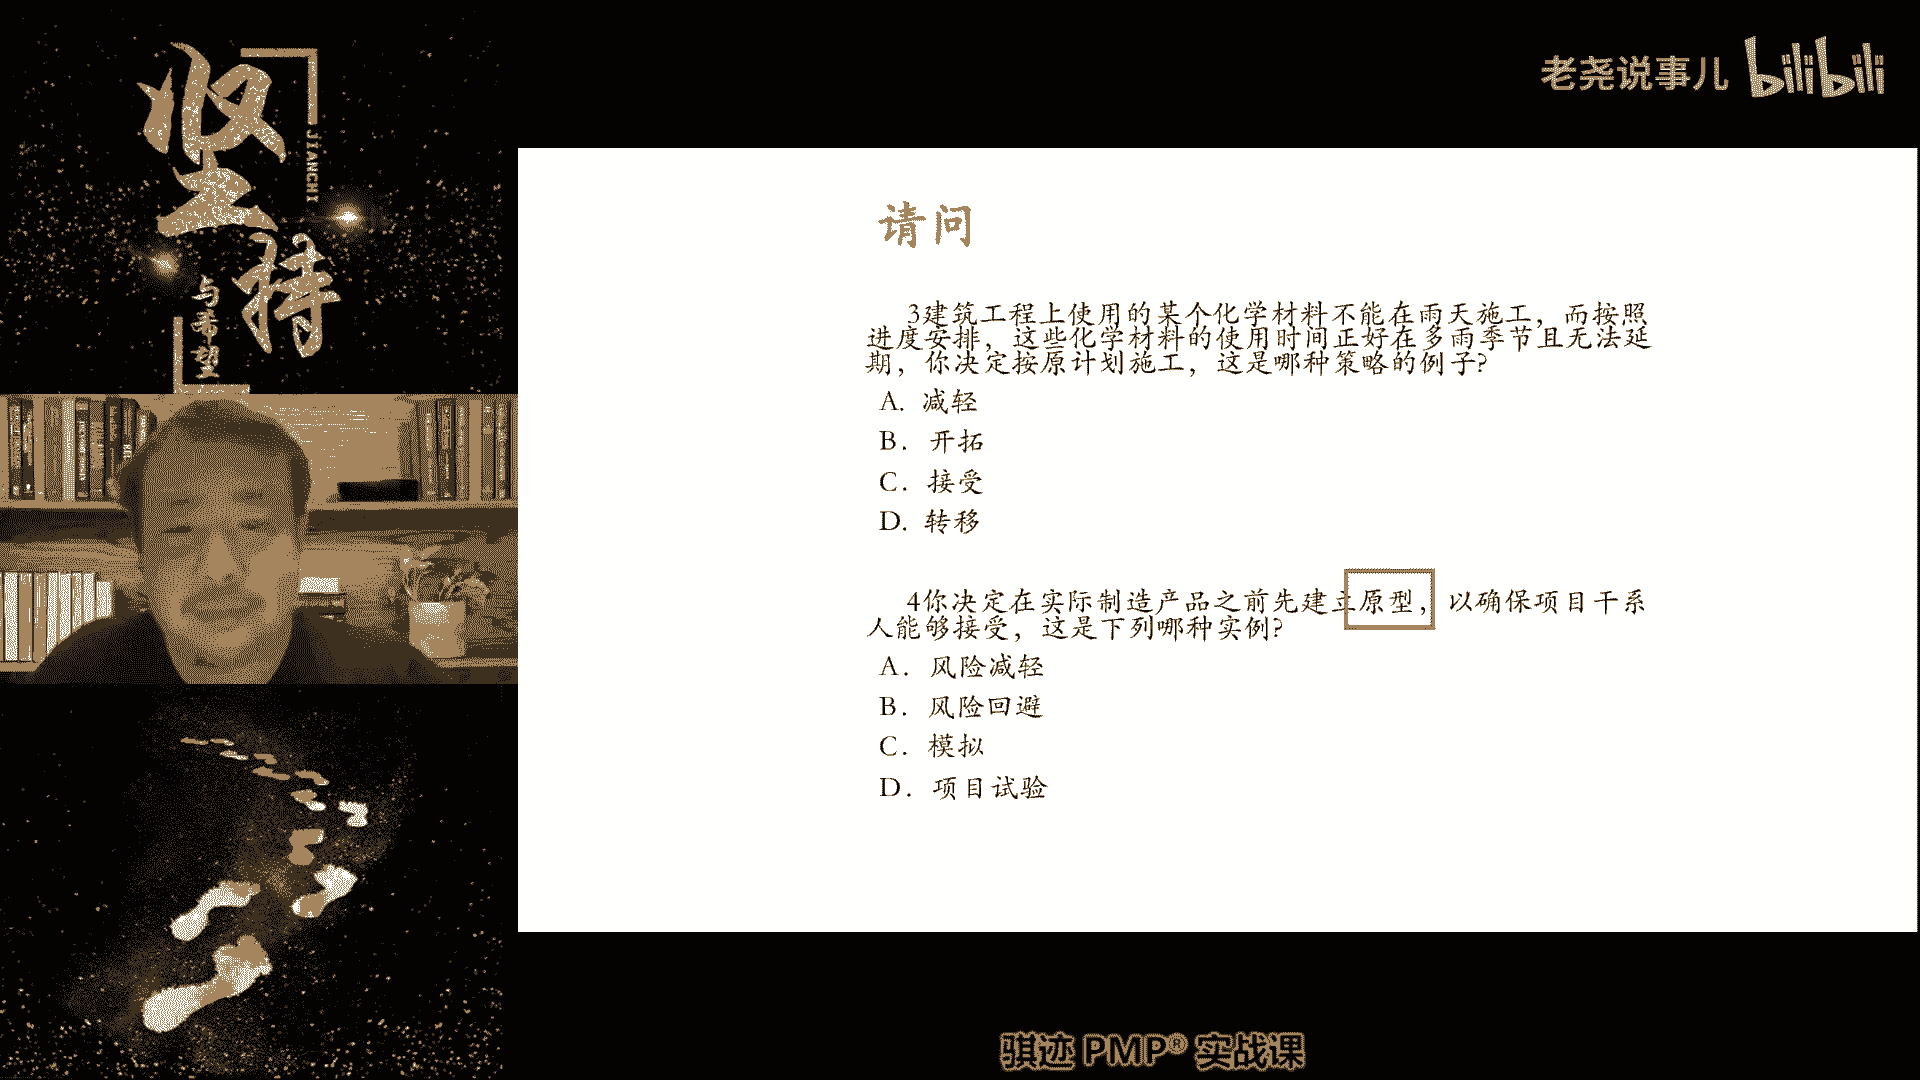 坚持
JIANCHI
与希望
老尧说事儿 bilibili
请问
3建筑工程上使用的某个化学材料不能在雨天施工，而按照
进度安排，这些化学材料的使用时间正好在多雨季节且无法延
期，你决定按原计划施工，这是哪种策略的例子?
A. 减轻
B. 开拓
C. 接受
D. 转移
4你决定在实际制造产品之前先建立原型，以确保项目干系
人能够接受，这是下列哪种实例?
A. 风险减轻
B. 风险回避
C. 模拟
D. 项目试验
骐迹 PMP® 实战课